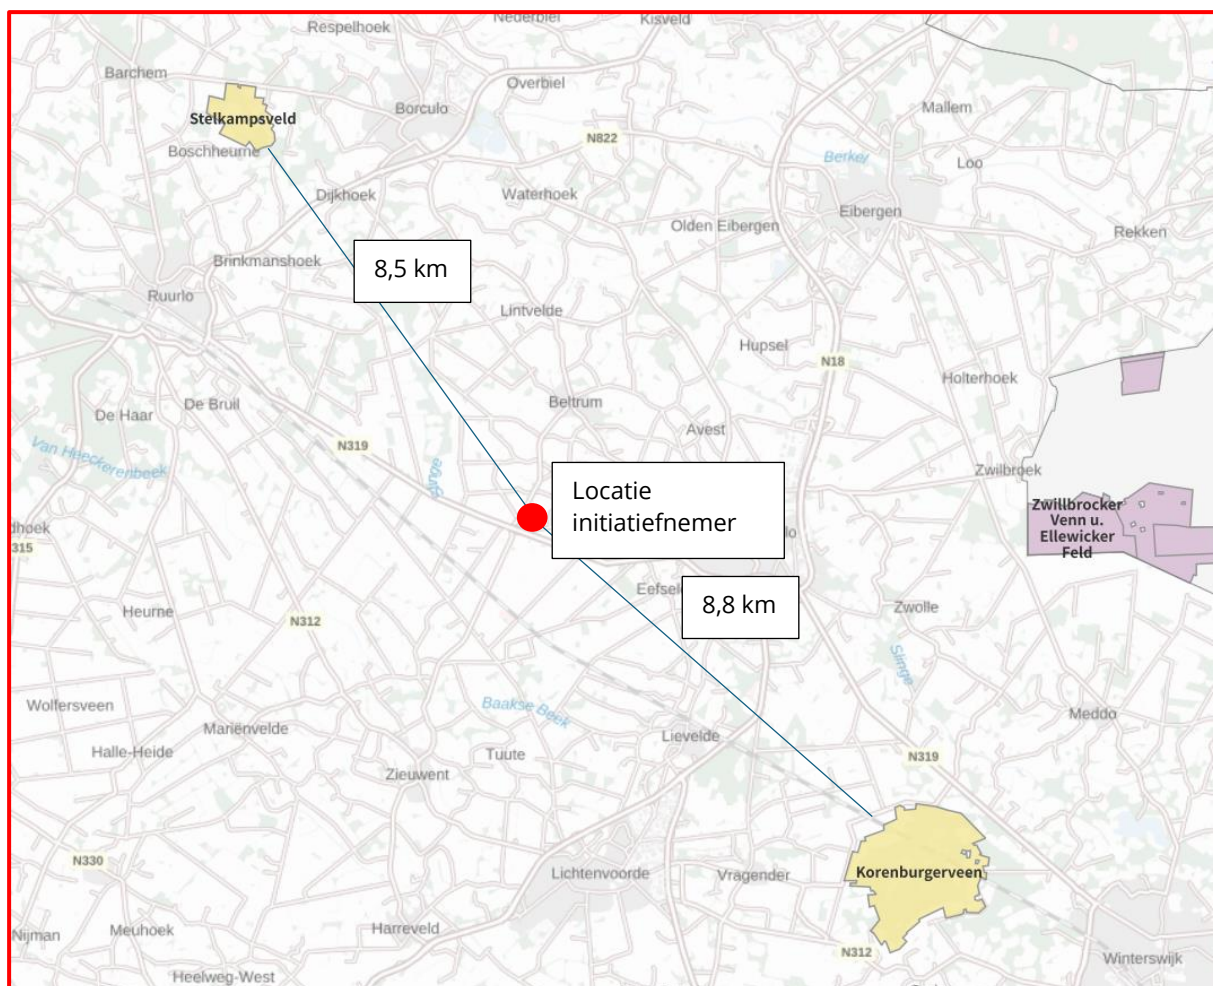 Nederbiel
Kisveld
Respelhoek
Barchem
Overbiel
Borculo
Mallem
Stelkampsveld
N822
Boschheurne
Berkel
Loo
Dijkhoek
Waterhoek
Eibergen
Olden Eibergen
Rekken
8,5 km
Brinkmanshoek
Ruurlo
Lintvelde
Hupsel
N18
Holterhoek
De Bruil
Beltrum
De Haar
Avest
N319
Van Heeckerenbeek
Zwilbroek
Locatie
initiatiefnemer
Zwillbrocker
Venn u.
Ellewicker
Feld
315
8,8 km
Heurne
N312
Zwolle
Slinge
Wolfersveen
Baakse Beek
Meddo
Mariënvelde
Lievelde
Halle-Heide
Tuute
N319
Zieuwent
N330
Lichtenvoorde
Vragender
Korenburgerveen
Nijman
Meuhoek
Harreveld
N312
Winterswijk
Heelweg-West